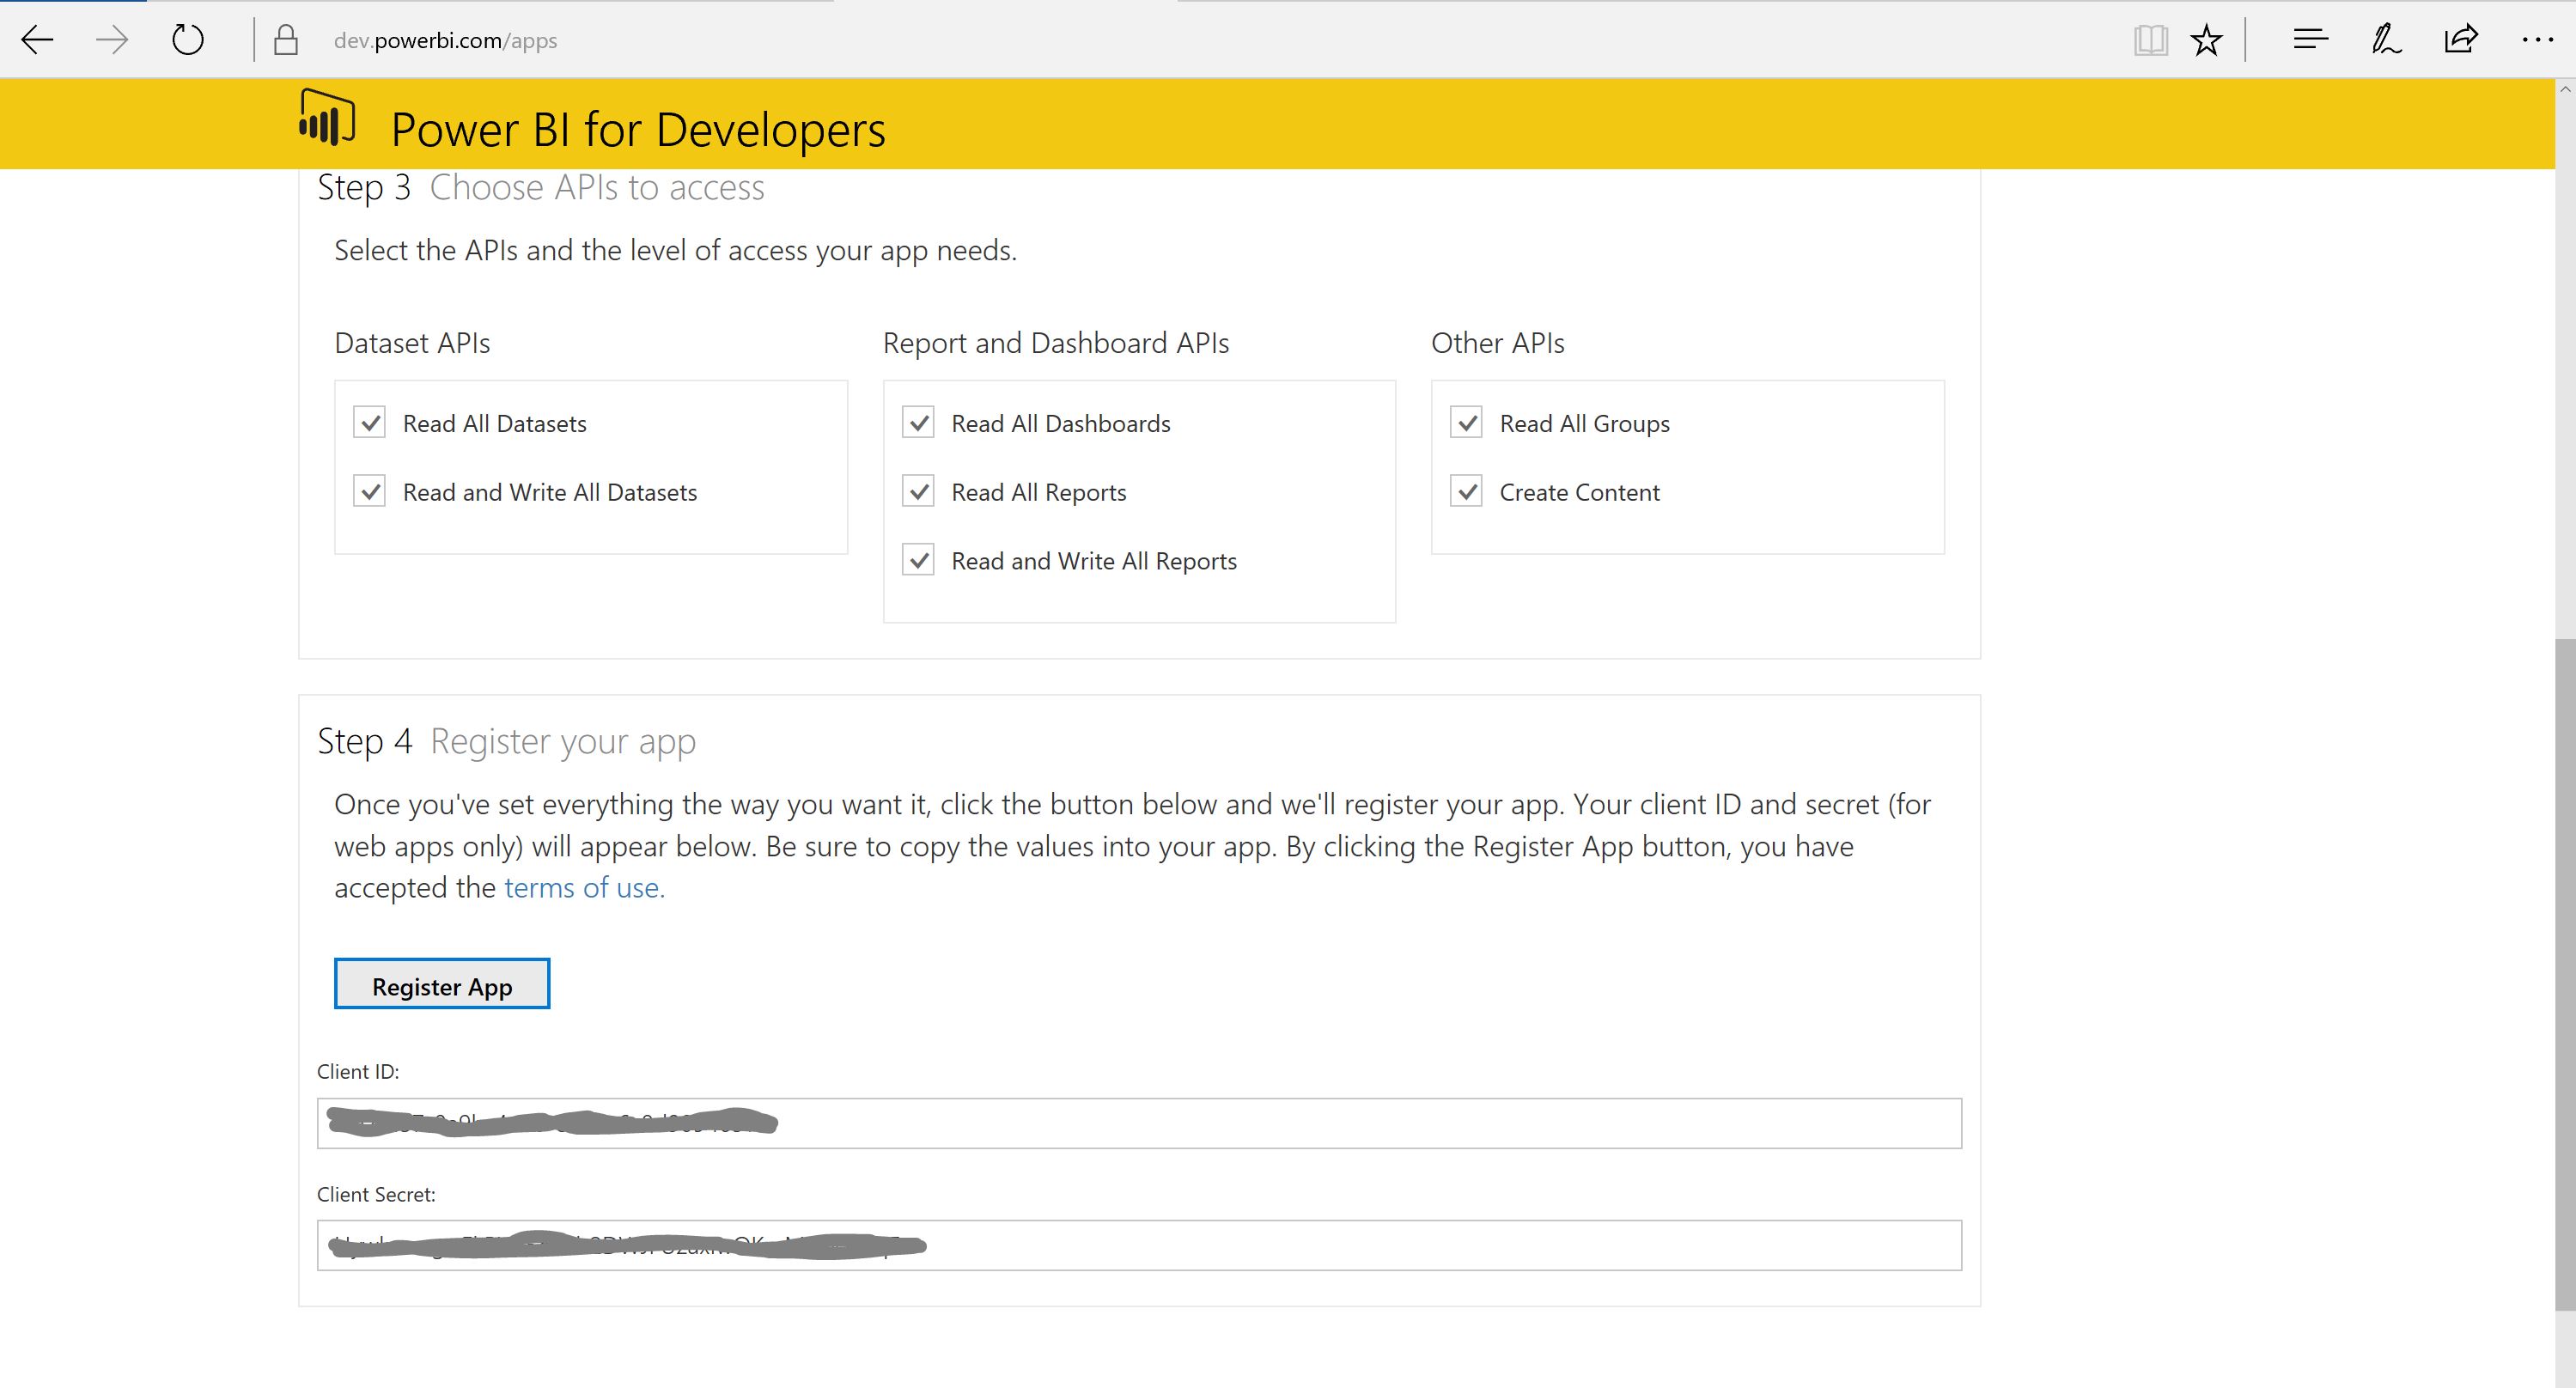 dev.powerbi.com/apps
Power BI for Developers
Step 3 Choose APIs to access
Select the APIs and the level of access your app needs.
Dataset APIs
Read All Datasets
Read and Write All Datasets
Report and Dashboard APIs
Read All Dashboards
Read All Reports
Read and Write All Reports
Other APIs
Read All Groups
Create Content
Step 4 Register your app
Once you've set everything the way you want it, click the button below and we'll register your app. Your client ID and secret (for
web apps only) will appear below. Be sure to copy the values into your app. By clicking the Register App button, you have
accepted the terms of use.
Register App
Client ID:
Client Secret: